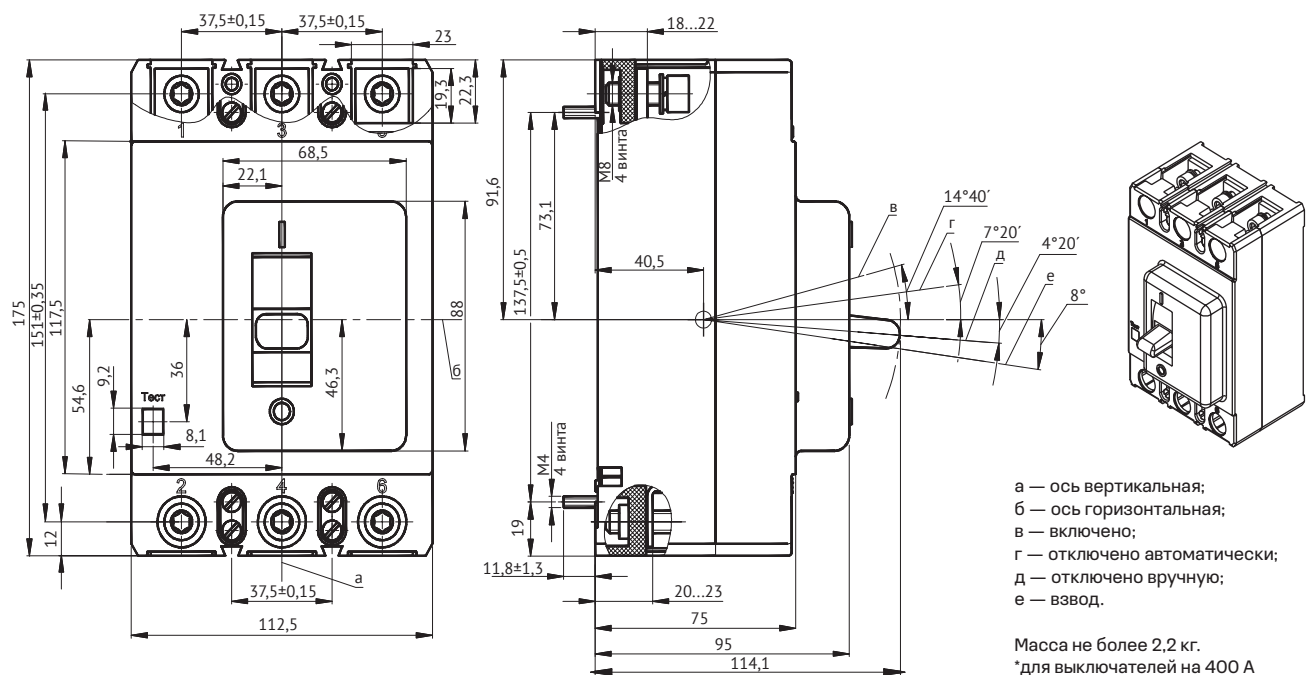 37,5±0,15
37,5±0,15
23
19,3
22,3
1
3
68,5
22,1
175
151±0,35
117,5
54,6
9,2
36
Тест
8,1
48,2
46,3
88
б
2
4
6
12
а
37,5±0,15
112,5
18...22
М8
4 винта
91,6
73,1
137,5±0,5
40,5
в
14°40′
г
7°20′
д
4°20′
е
8°
М4
4 винта
19
11,8±1,3
20...23
75
95
114,1
Тест
а — ось вертикальная;
б — ось горизонтальная;
в — включено;
г — отключено автоматически;
д — отключено вручную;
е — взвод.
Масса не более 2,2 кг.
*для выключателей на 400 А